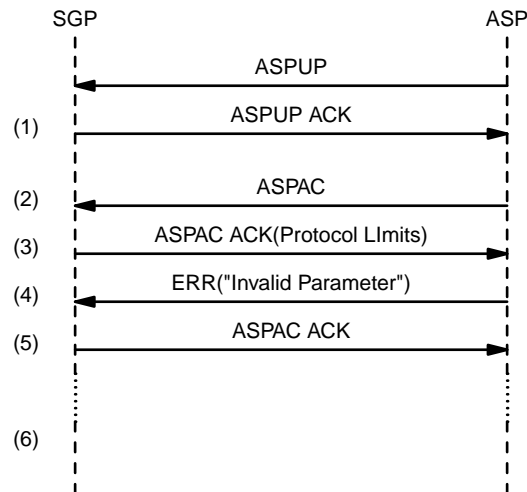 SGP ASP
ASPUP
(1) ASPUP ACK
(2) ASPAC
(3) ASPAC ACK(Protocol LImits)
(4) ERR("Invalid Parameter")
(5) ASPAC ACK
(6)